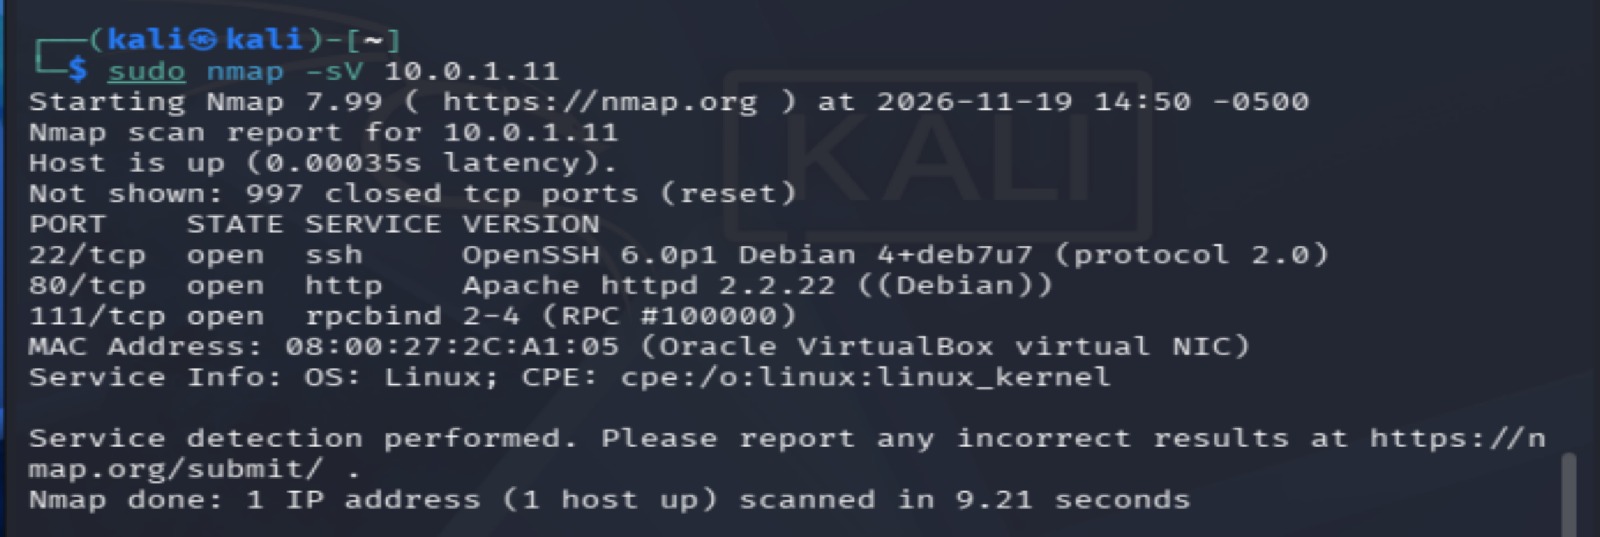 ┌──(kali㉿kali)-[~]
└─$ sudo nmap -sV 10.0.1.11
Starting Nmap 7.99 ( https://nmap.org ) at 2026-11-19 14:50 -0500
Nmap scan report for 10.0.1.11
Host is up (0.00035s latency).
Not shown: 997 closed tcp ports (reset)
PORT    STATE SERVICE VERSION
22/tcp  open  ssh     OpenSSH 6.0p1 Debian 4+deb7u7 (protocol 2.0)
80/tcp  open  http    Apache httpd 2.2.22 ((Debian))
111/tcp open  rpcbind 2-4 (RPC #100000)
MAC Address: 08:00:27:2C:A1:05 (Oracle VirtualBox virtual NIC)
Service Info: OS: Linux; CPE: cpe:/o:linux:linux_kernel

Service detection performed. Please report any incorrect results at https://n
map.org/submit/ .
Nmap done: 1 IP address (1 host up) scanned in 9.21 seconds
KALI